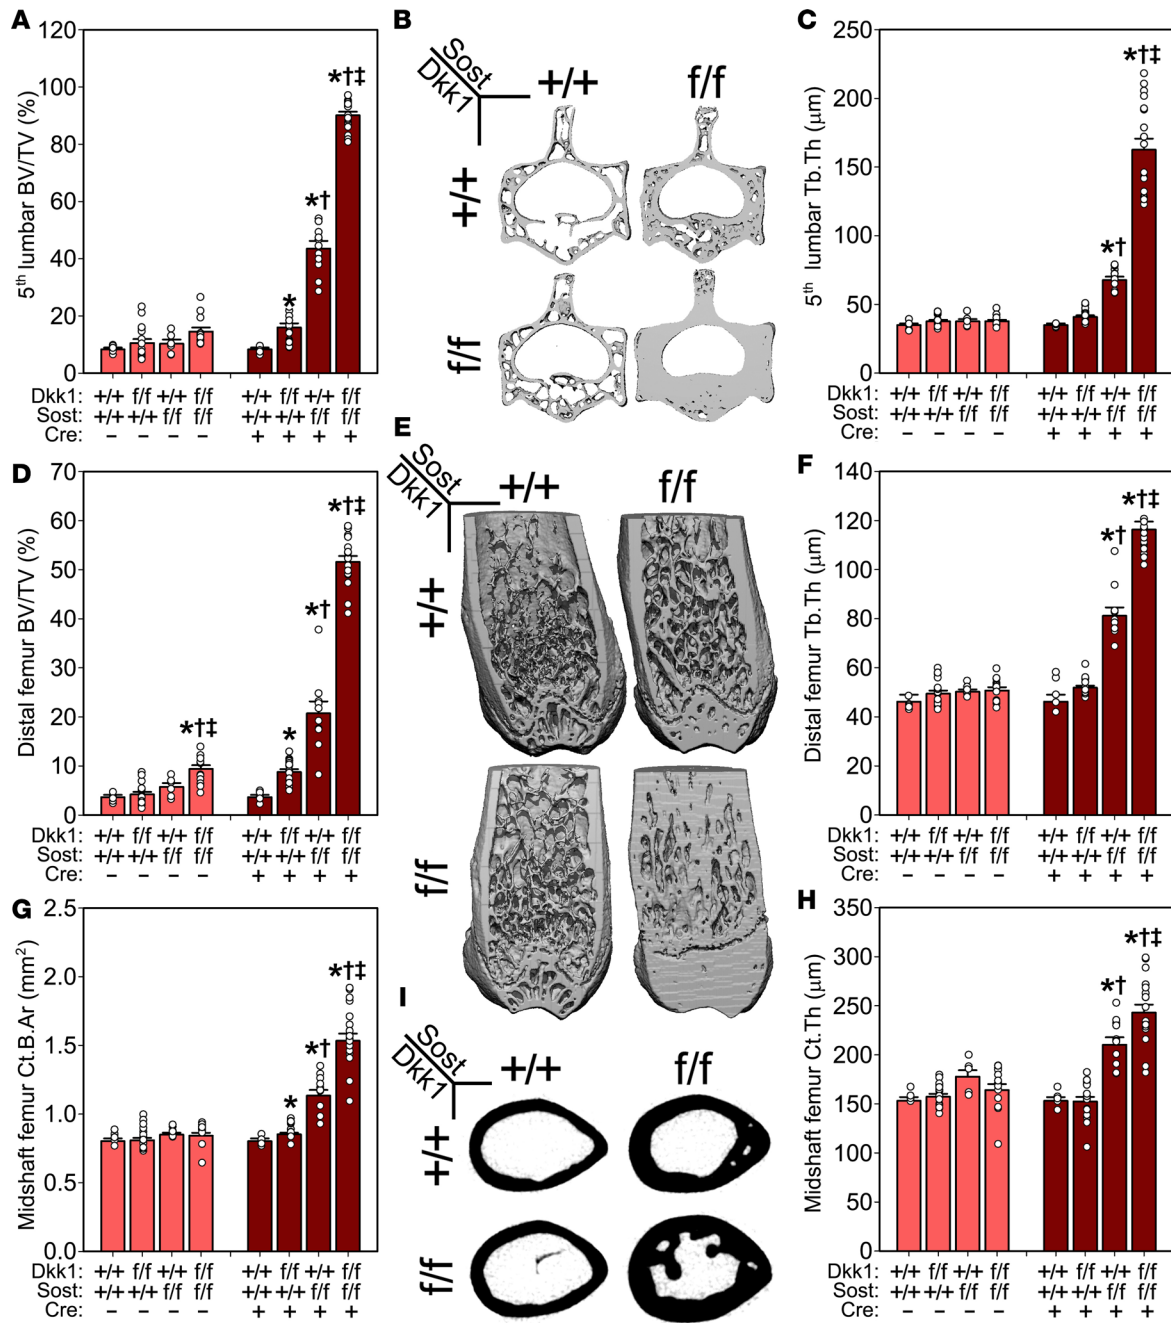 A
5th lumbar BV/TV (%)
120
100
80
60
40
20
0
*
*†
*†‡
Dkk1: +/+ f/f +/+ f/f +/+ f/f +/+ f/f
Sost: +/+ +/+ f/f f/f +/+ +/+ f/f f/f
Cre: – – – – + + + +
B
Sost
Dkk1
+/+ f/f
+/+
f/f
C
5th lumbar Tb.Th (μm)
250
200
150
100
50
0
*†
*†‡
Dkk1: +/+ f/f +/+ f/f +/+ f/f +/+ f/f
Sost: +/+ +/+ f/f f/f +/+ +/+ f/f f/f
Cre: – – – – + + + +
D
Distal femur BV/TV (%)
70
60
50
40
30
20
10
0
*†‡
*
*†
*†‡
Dkk1: +/+ f/f +/+ f/f +/+ f/f +/+ f/f
Sost: +/+ +/+ f/f f/f +/+ +/+ f/f f/f
Cre: – – – – + + + +
E
Sost
Dkk1
+/+ f/f
+/+
f/f
F
Distal femur Tb.Th (μm)
140
120
100
80
60
40
20
0
*†
*†‡
Dkk1: +/+ f/f +/+ f/f +/+ f/f +/+ f/f
Sost: +/+ +/+ f/f f/f +/+ +/+ f/f f/f
Cre: – – – – + + + +
G
Midshaft femur Ct.B.Ar (mm²)
2.5
2.0
1.5
1.0
0.5
0.0
*
*†
*†‡
Dkk1: +/+ f/f +/+ f/f +/+ f/f +/+ f/f
Sost: +/+ +/+ f/f f/f +/+ +/+ f/f f/f
Cre: – – – – + + + +
I
Sost
Dkk1
+/+ f/f
+/+
f/f
H
Midshaft femur Ct.Th (μm)
350
300
250
200
150
100
50
0
*†
*†‡
Dkk1: +/+ f/f +/+ f/f +/+ f/f +/+ f/f
Sost: +/+ +/+ f/f f/f +/+ +/+ f/f f/f
Cre: – – – – + + + +